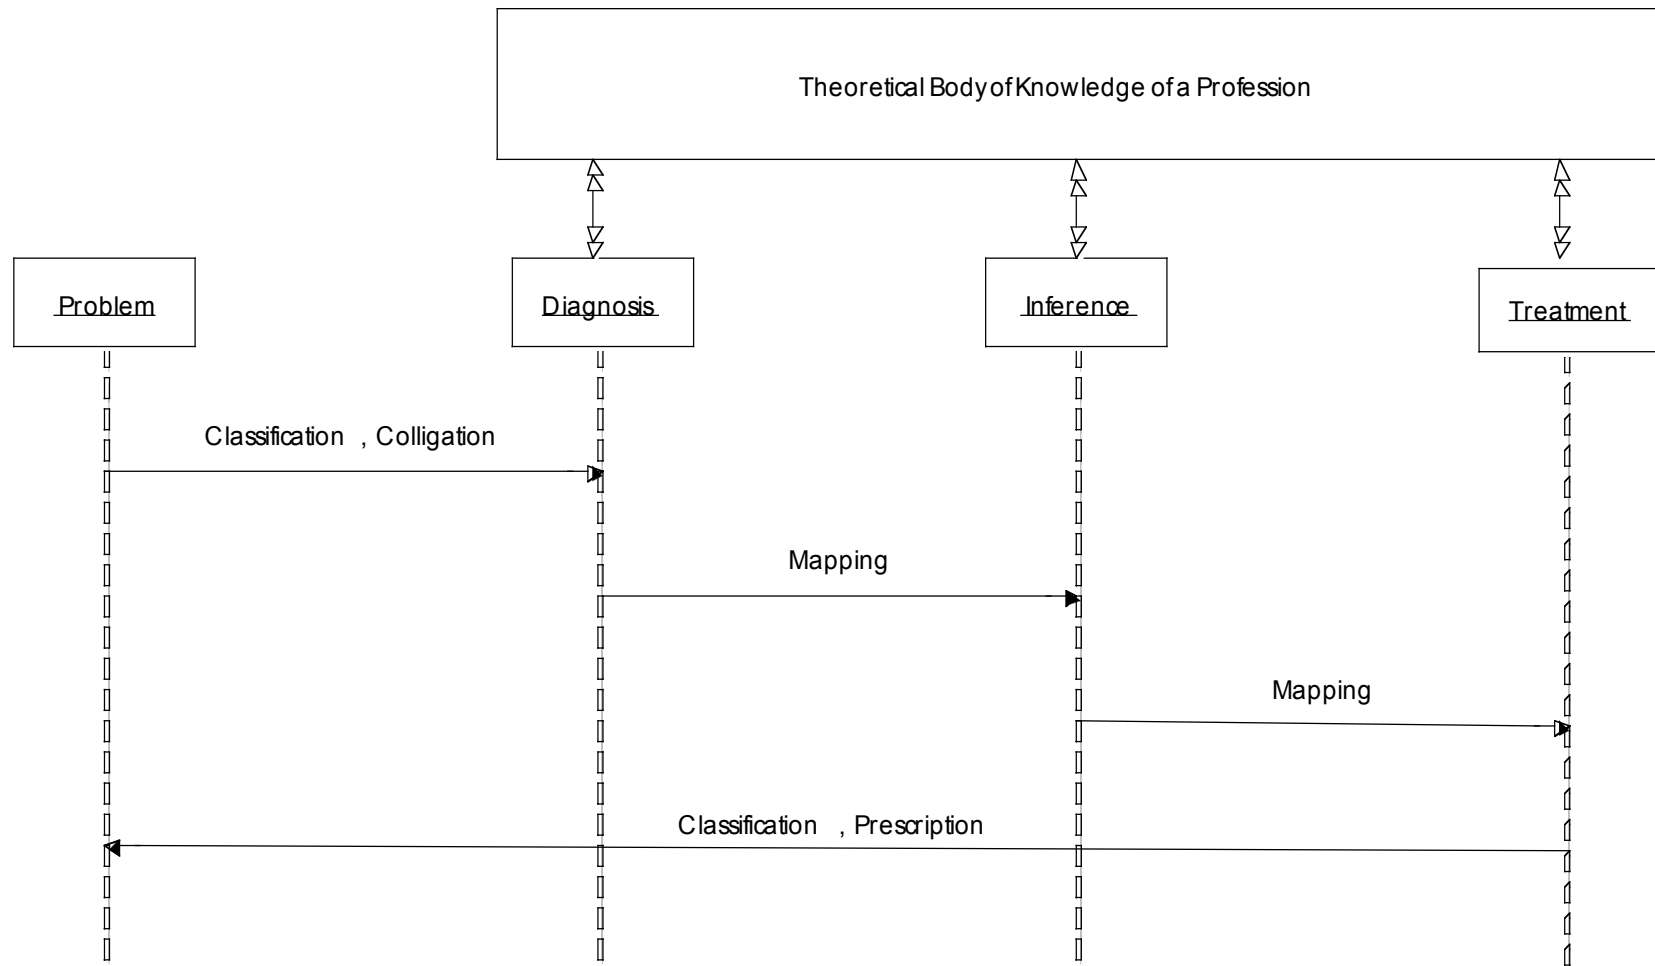 Theoretical Body of Knowledge of a Profession
Problem
Diagnosis
Inference
Treatment
Classification , Colligation
Mapping
Mapping
Classification , Prescription